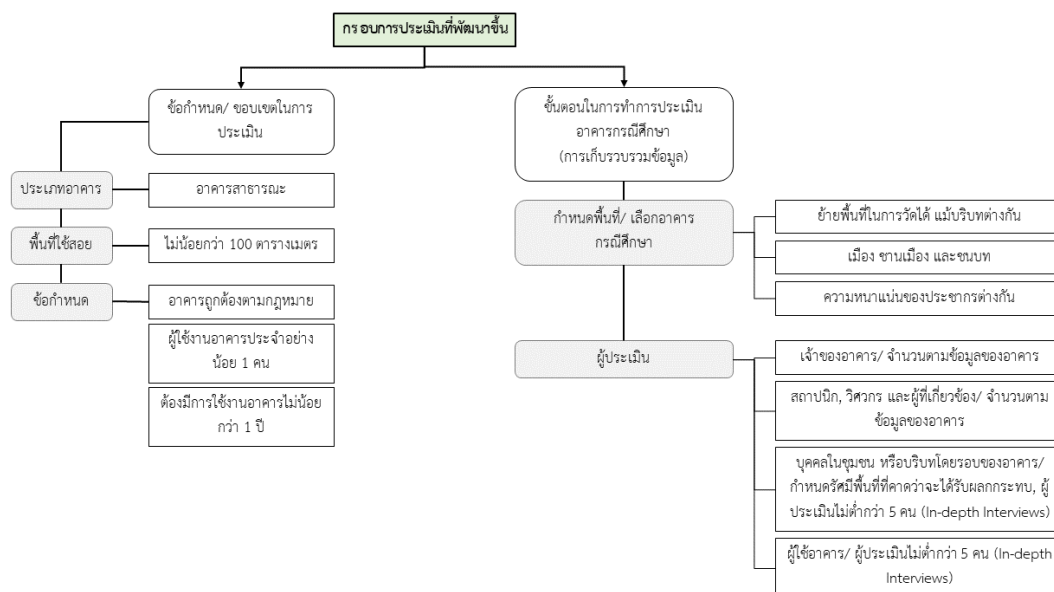 กรอบการประเมินที่พัฒนาขึ้น
ข้อกำหนด/ ขอบเขตในการ
ประเมิน
ประเภทอาคาร
อาคารสาธารณะ
พื้นที่ใช้สอย
ไม่น้อยกว่า 100 ตารางเมตร
ข้อกำหนด
อาคารถูกต้องตามกฎหมาย
ผู้ใช้งานอาคารประจำอย่าง
น้อย 1 คน
ต้องมีการใช้งานอาคารไม่น้อย
กว่า 1 ปี
ขั้นตอนในการทำการประเมิน
อาคารกรณีศึกษา
(การเก็บรวบรวมข้อมูล)
กำหนดพื้นที่/ เลือกอาคาร
กรณีศึกษา
ย้ายพื้นที่ในการวัดได้ แม้บริบทต่างกัน
เมือง ชานเมือง และชนบท
ความหนาแน่นของประชากรต่างกัน
ผู้ประเมิน
เจ้าของอาคาร/ จำนวนตามข้อมูลของอาคาร
สถาปนิก, วิศวกร และผู้ที่เกี่ยวข้อง/ จำนวนตาม
ข้อมูลของอาคาร
บุคคลในชุมชน หรือบริบทโดยรอบของอาคาร/
กำหนดรัศมีพื้นที่ที่คาดว่าจะได้รับผลกกระทบ, ผู้
ประเมินไม่ต่ำกว่า 5 คน (In-depth Interviews)
ผู้ใช้อาคาร/ ผู้ประเมินไม่ต่ำกว่า 5 คน (In-depth
Interviews)